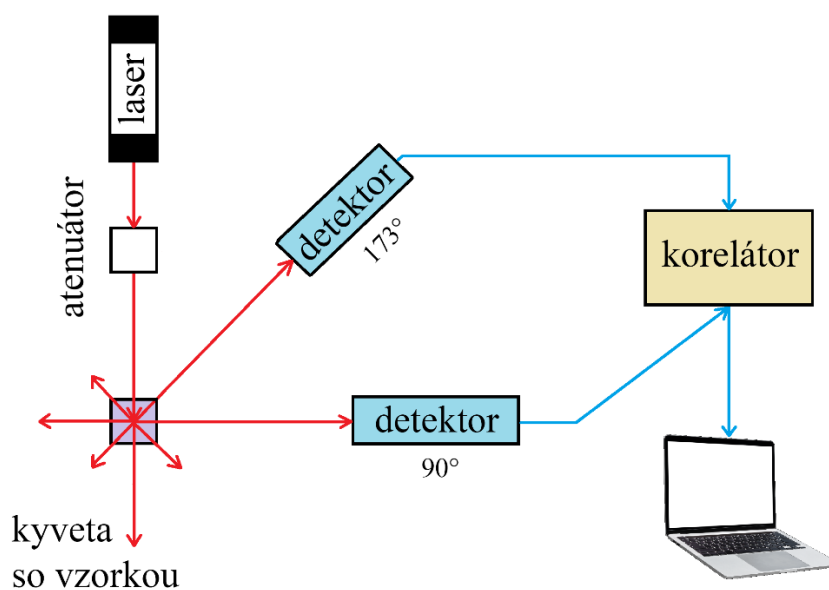 laser
atenuátor
detektor
173°
korelátor
detektor
90°
kyveta
so vzorkou